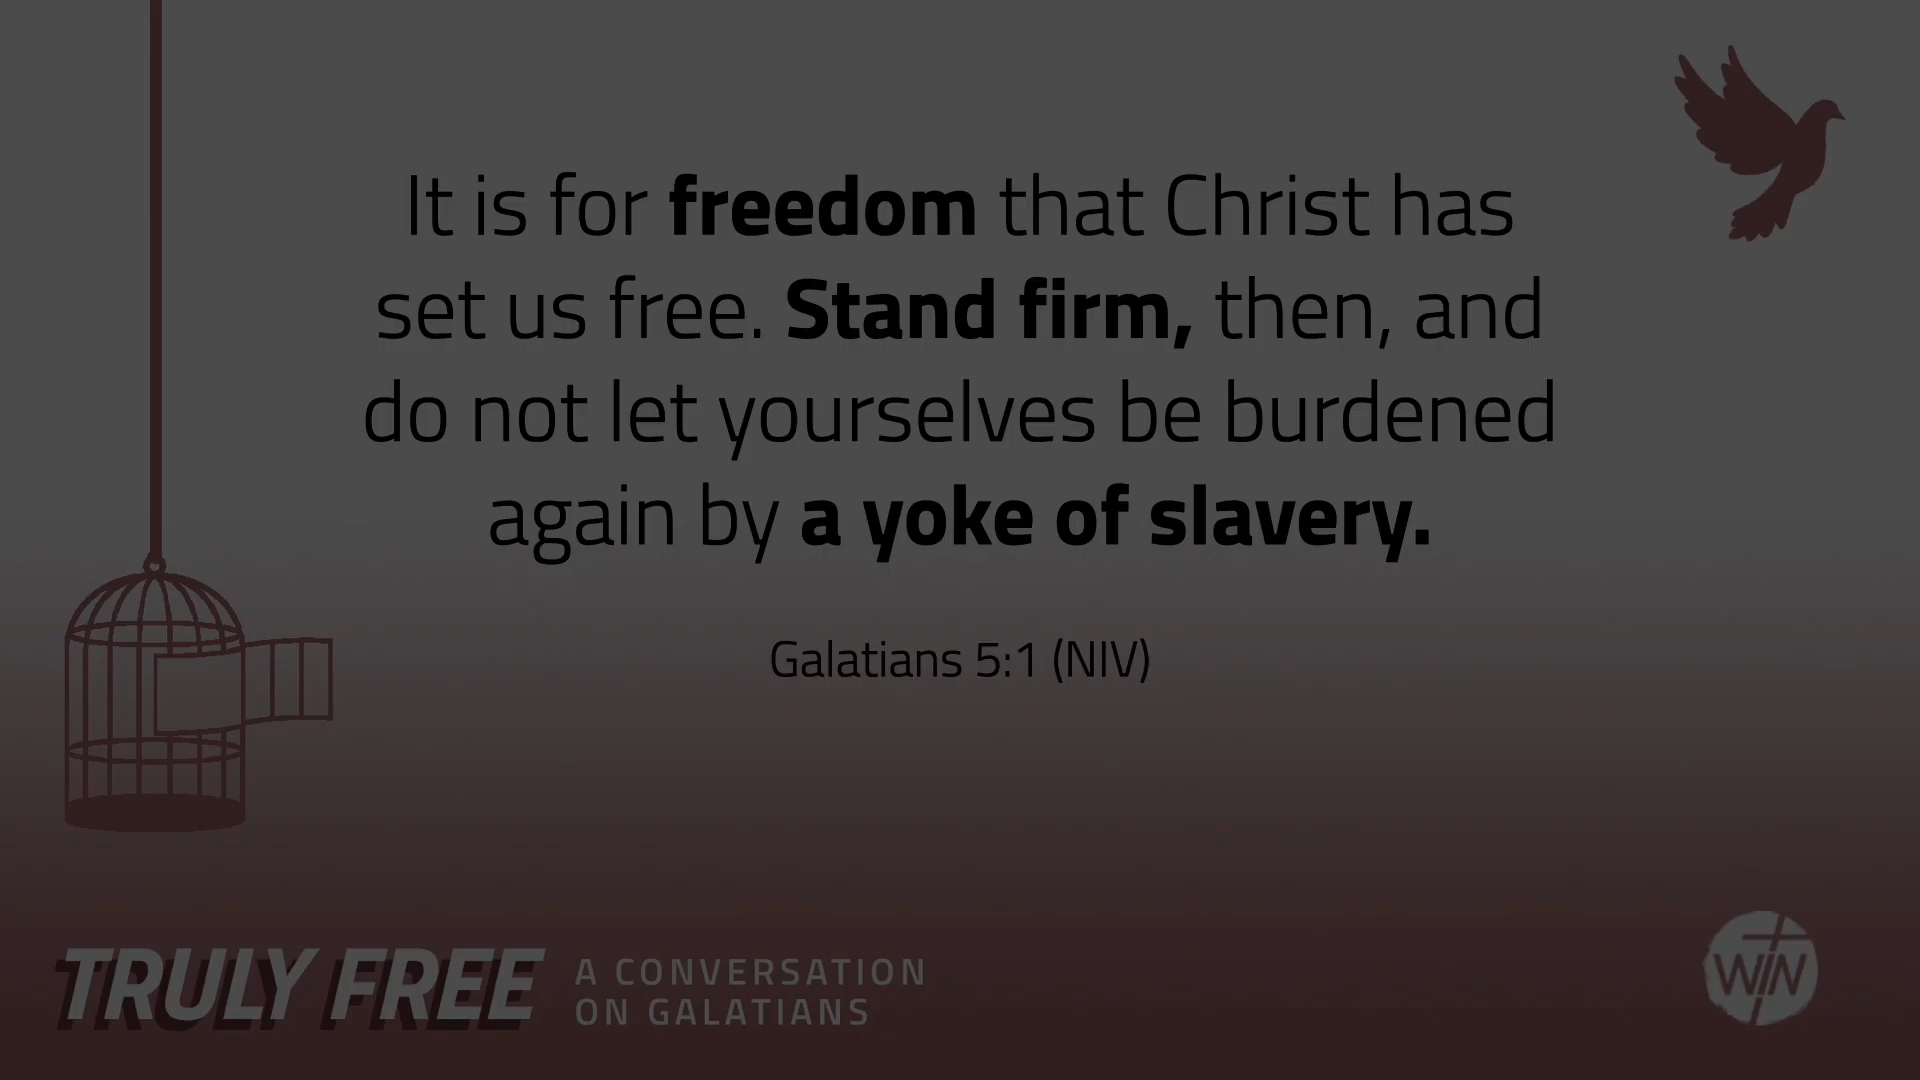 It is for freedom that Christ has
set us free. Stand firm, then, and
do not let yourselves be burdened
again by a yoke of slavery.
Galatians 5:1 (NIV)
TRULY FREE
A CONVERSATION
ON GALATIANS
WIN